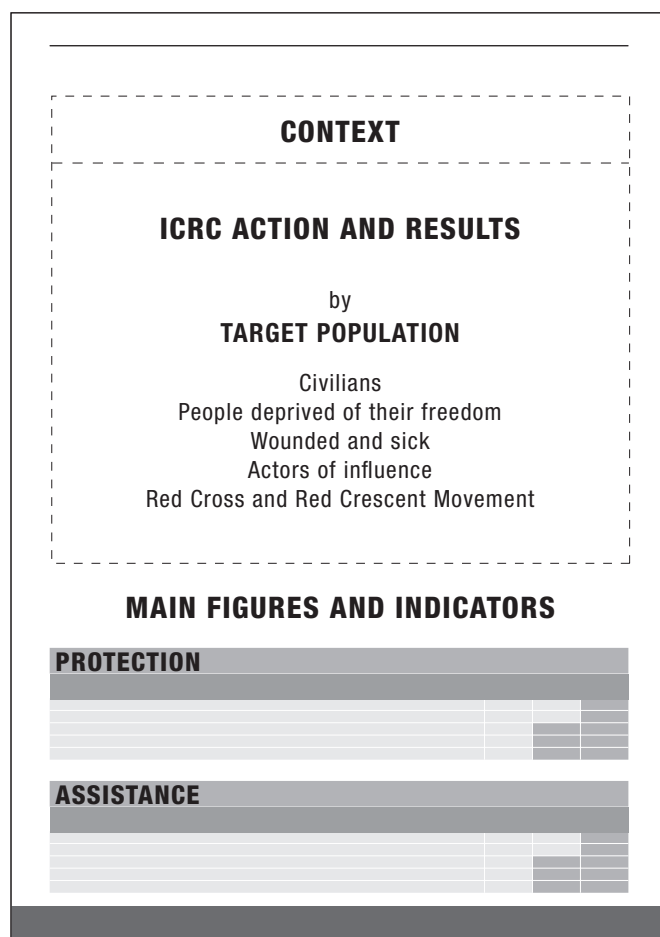 CONTEXT
ICRC ACTION AND RESULTS
by
TARGET POPULATION
Civilians
People deprived of their freedom
Wounded and sick
Actors of influence
Red Cross and Red Crescent Movement
MAIN FIGURES AND INDICATORS
PROTECTION
ASSISTANCE